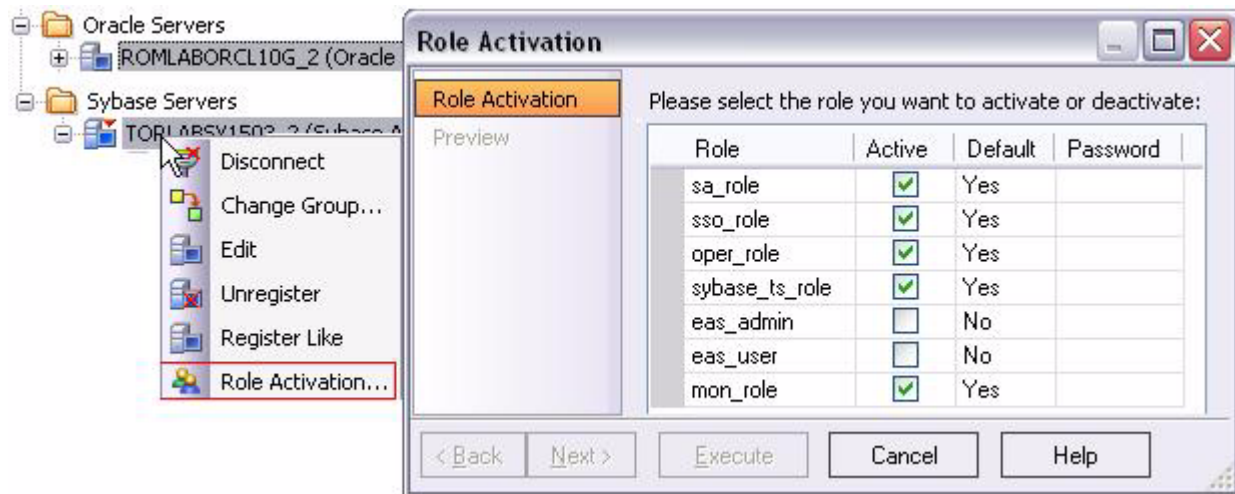 Oracle Servers
ROMLABORCL10G_2 (Oracle
Sybase Servers
TORLABSY1503_2 (Sybase A
Disconnect
Change Group...
Edit
Unregister
Register Like
Role Activation...
Role Activation
Role Activation
Preview
Please select the role you want to activate or deactivate:
Role Active Default Password
sa_role Yes
sso_role Yes
oper_role Yes
sybase_ts_role Yes
eas_admin No
eas_user No
mon_role Yes
< Back Next > Execute Cancel Help